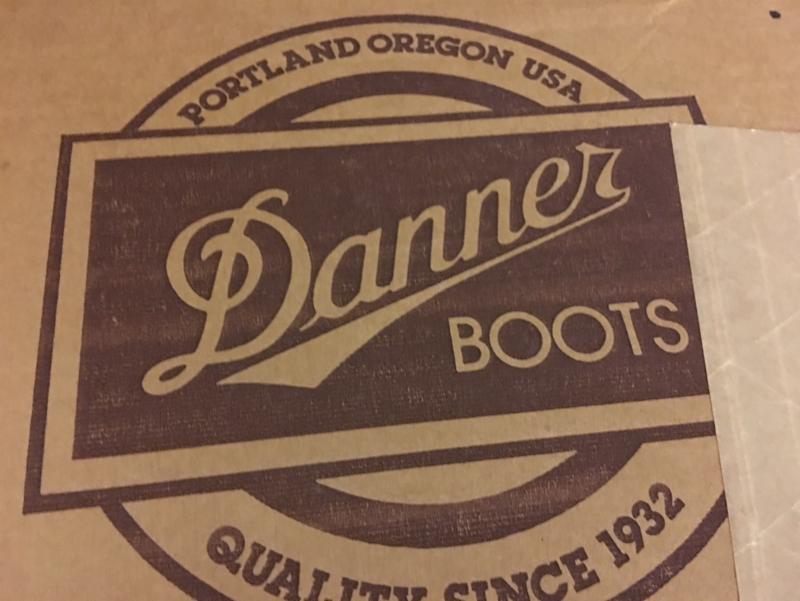 PORTLAND OREGON USA
Danner
BOOTS
QUALITY SINCE 1932